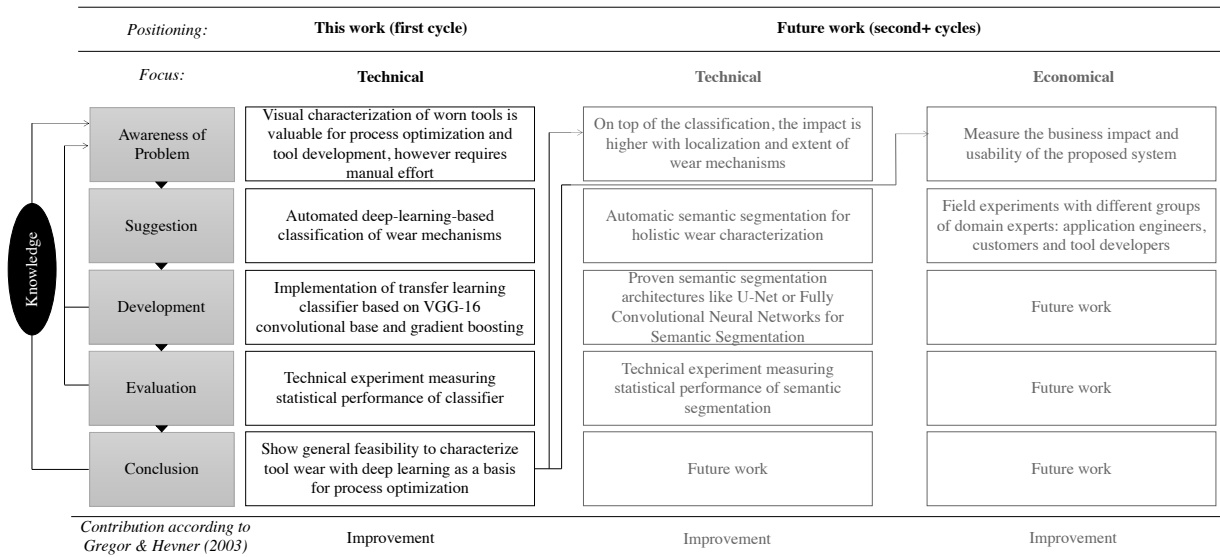 Positioning:
This work (first cycle)
Future work (second+ cycles)
Focus:
Technical
Technical
Economical
Knowledge
Awareness of
Problem
Visual characterization of worn tools is
valuable for process optimization and
tool development, however requires
manual effort
On top of the classification, the impact is
higher with localization and extent of
wear mechanisms
Measure the business impact and
usability of the proposed system
Suggestion
Automated deep-learning-based
classification of wear mechanisms
Automatic semantic segmentation for
holistic wear characterization
Field experiments with different groups
of domain experts: application engineers,
customers and tool developers
Development
Implementation of transfer learning
classifier based on VGG-16
convolutional base and gradient boosting
Proven semantic segmentation
architectures like U-Net or Fully
Convolutional Neural Networks for
Semantic Segmentation
Future work
Evaluation
Technical experiment measuring
statistical performance of classifier
Technical experiment measuring
statistical performance of semantic
segmentation
Future work
Conclusion
Show general feasibility to characterize
tool wear with deep learning as a basis
for process optimization
Future work
Future work
Contribution according to
Gregor & Hevner (2003)
Improvement
Improvement
Improvement